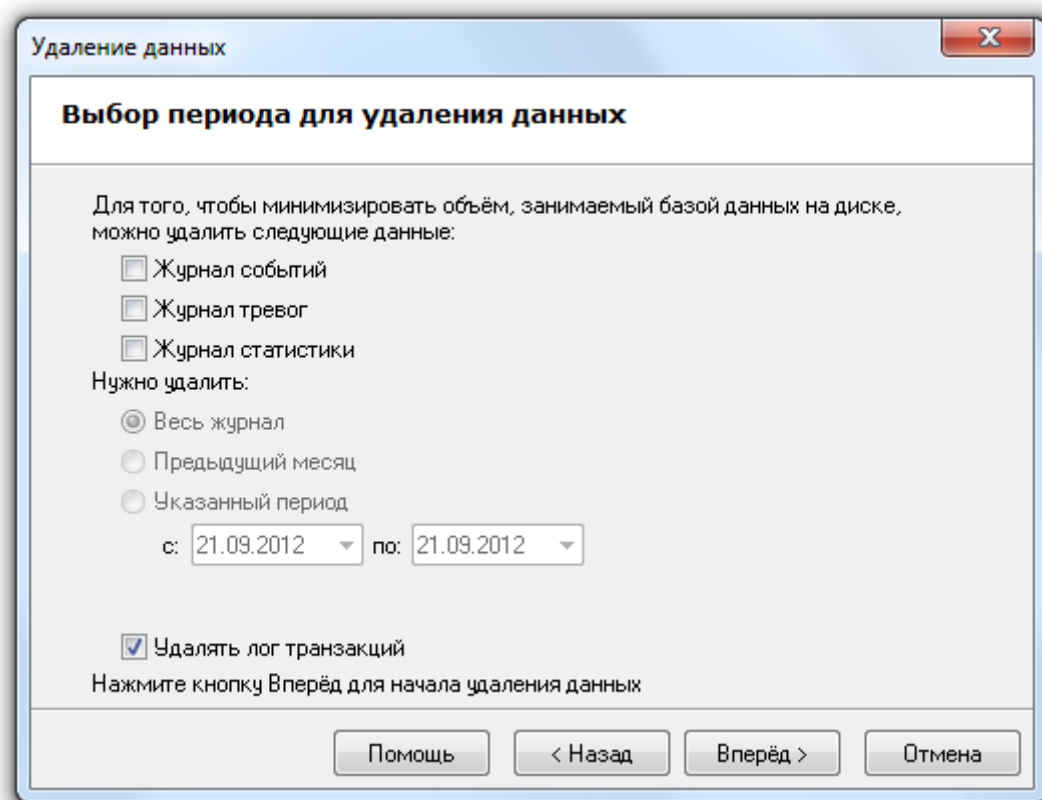 Удаление данных
Выбор периода для удаления данных
Для того, чтобы минимизировать объём, занимаемый базой данных на диске,
можно удалить следующие данные:
Журнал событий
Журнал тревог
Журнал статистики
Нужно удалить:
Весь журнал
Предыдущий месяц
Указанный период
с: 21.09.2012 по: 21.09.2012
Удалять лог транзакций
Нажмите кнопку Вперёд для начала удаления данных
Помощь < Назад Вперёд > Отмена